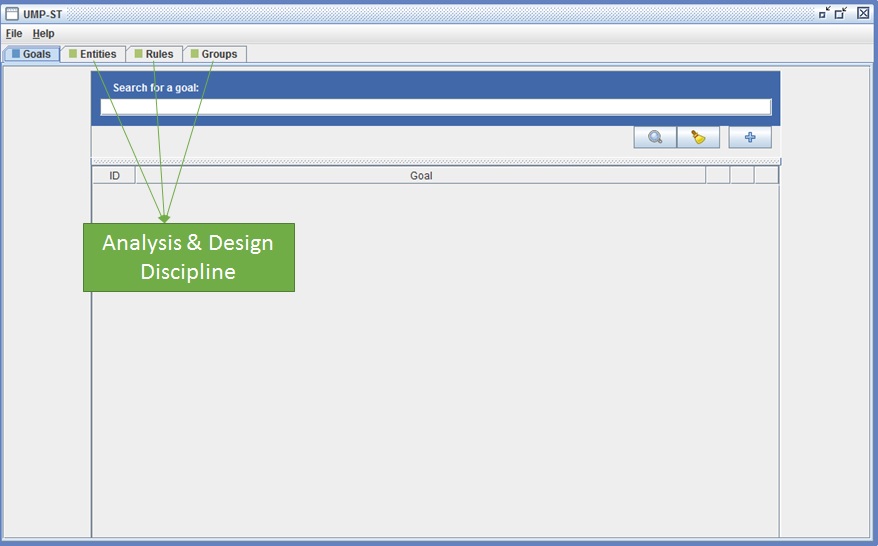 UMP-ST
File Help
Goals Entities Rules Groups
Search for a goal:
ID Goal
Analysis & Design
Discipline